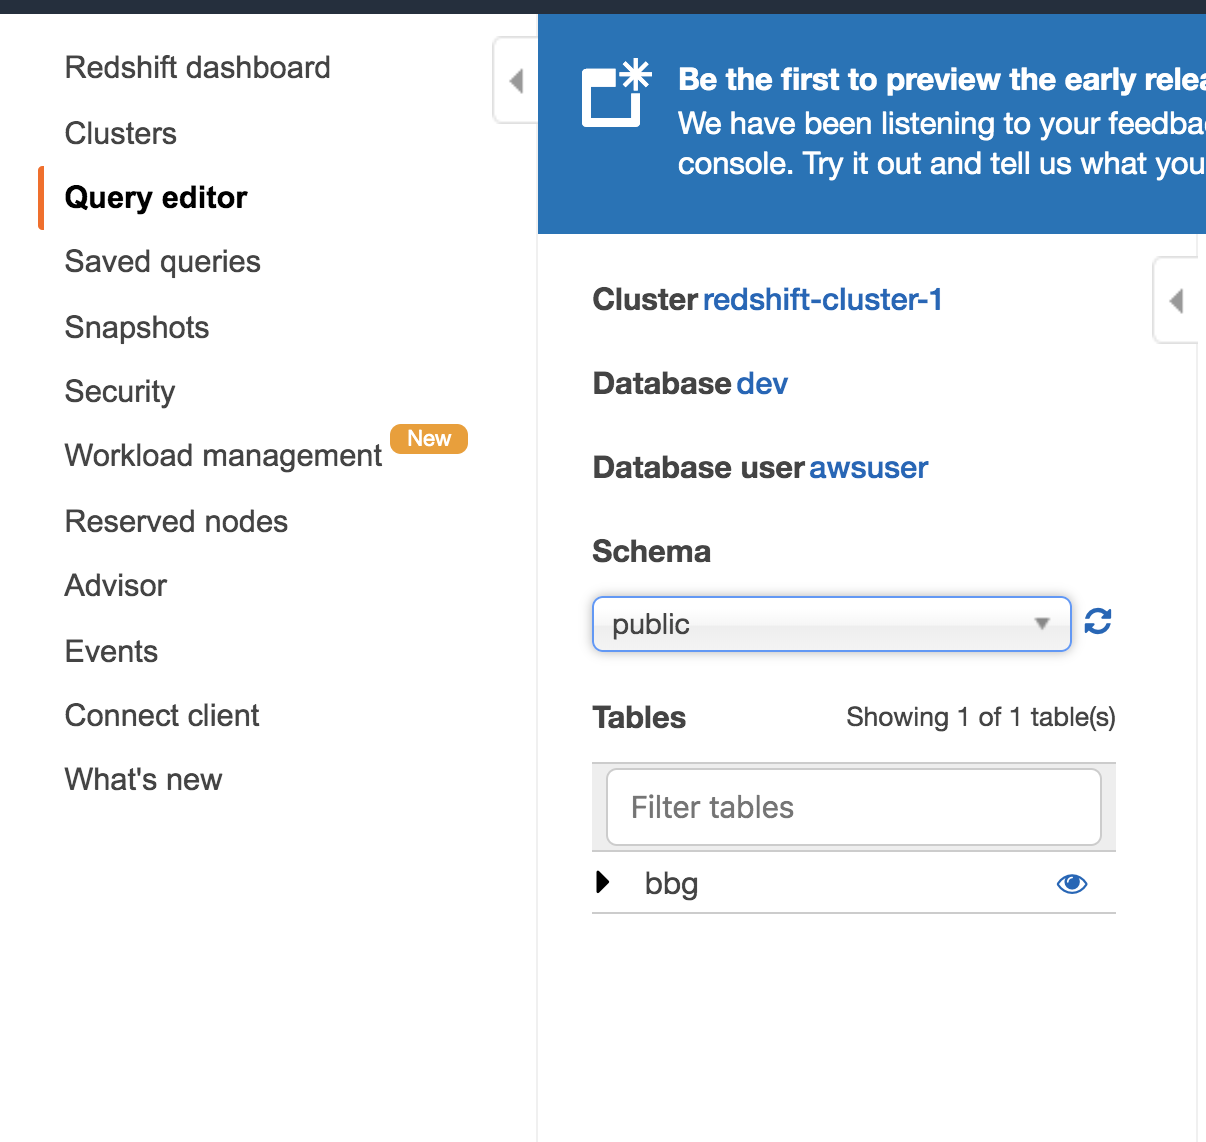 Redshift dashboard
Clusters
Query editor
Saved queries
Snapshots
Security
Workload management New
Reserved nodes
Advisor
Events
Connect client
What's new
Be the first to preview the early relea
We have been listening to your feedba
console. Try it out and tell us what you
Cluster redshift-cluster-1
Database dev
Database user awsuser
Schema
public
Tables Showing 1 of 1 table(s)
Filter tables
bbg